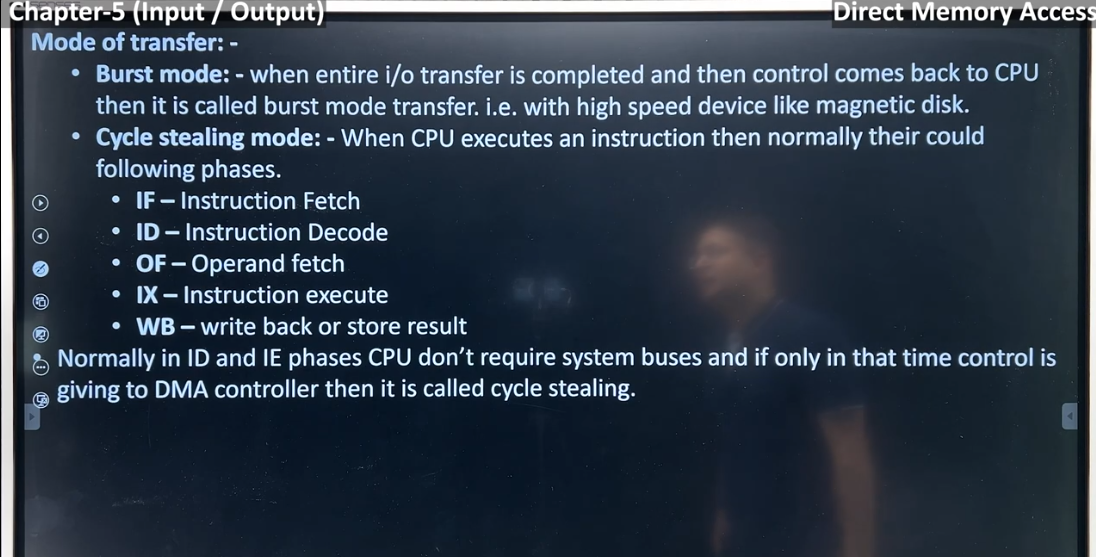 Chapter-5 (Input / Output)
Direct Memory Access
Mode of transfer: -
• Burst mode: - when entire i/o transfer is completed and then control comes back to CPU
then it is called burst mode transfer. i.e. with high speed device like magnetic disk.
• Cycle stealing mode: - When CPU executes an instruction then normally their could
following phases.
• IF – Instruction Fetch
• ID – Instruction Decode
• OF – Operand fetch
• IX – Instruction execute
• WB – write back or store result
• Normally in ID and IE phases CPU don't require system buses and if only in that time control is
giving to DMA controller then it is called cycle stealing.